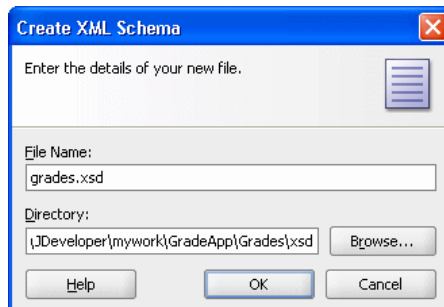 Create XML Schema
Enter the details of your new file.
File Name:
grades.xsd
Directory:
\JDeveloper\mywork\GradeApp\Grades\xsd
Browse...
Help
OK
Cancel